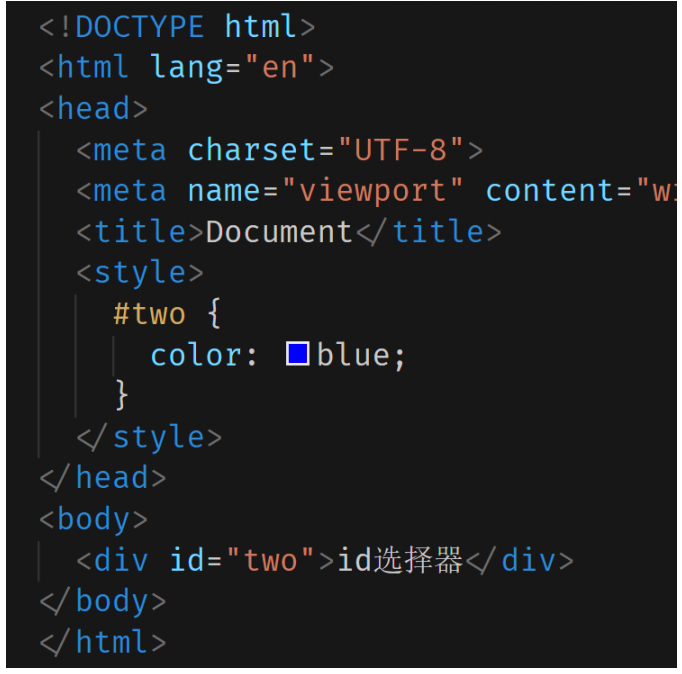 <!DOCTYPE html>
<html lang="en">
<head>
<meta charset="UTF-8">
<meta name="viewport" content="wi
<title>Document</title>
<style>
#two {
color: blue;
}
</style>
</head>
<body>
<div id="two">id选择器</div>
</body>
</html>